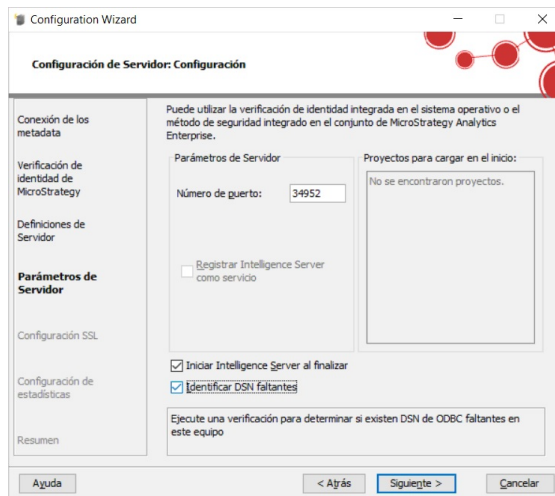 Configuration Wizard
Configuración de Servidor: Configuración
Conexión de los
metadata
Verificación de
identidad de
MicroStrategy
Definiciones de
Servidor
Parámetros de
Servidor
Configuración SSL
Configuración de
estadísticas
Resumen
Puede utilizar la verificación de identidad integrada en el sistema operativo o el
método de seguridad integrado en el conjunto de MicroStrategy Analytics
Enterprise.
Parámetros de Servidor
Número de puerto: 34952
Registrar Intelligence Server
como servicio
Proyectos para cargar en el inicio:
No se encontraron proyectos.
Iniciar Intelligence Server al finalizar
Identificar DSN faltantes
Ejecute una verificación para determinar si existen DSN de ODBC faltantes en
este equipo
Ayuda
< Atrás
Siguiente >
Cancelar